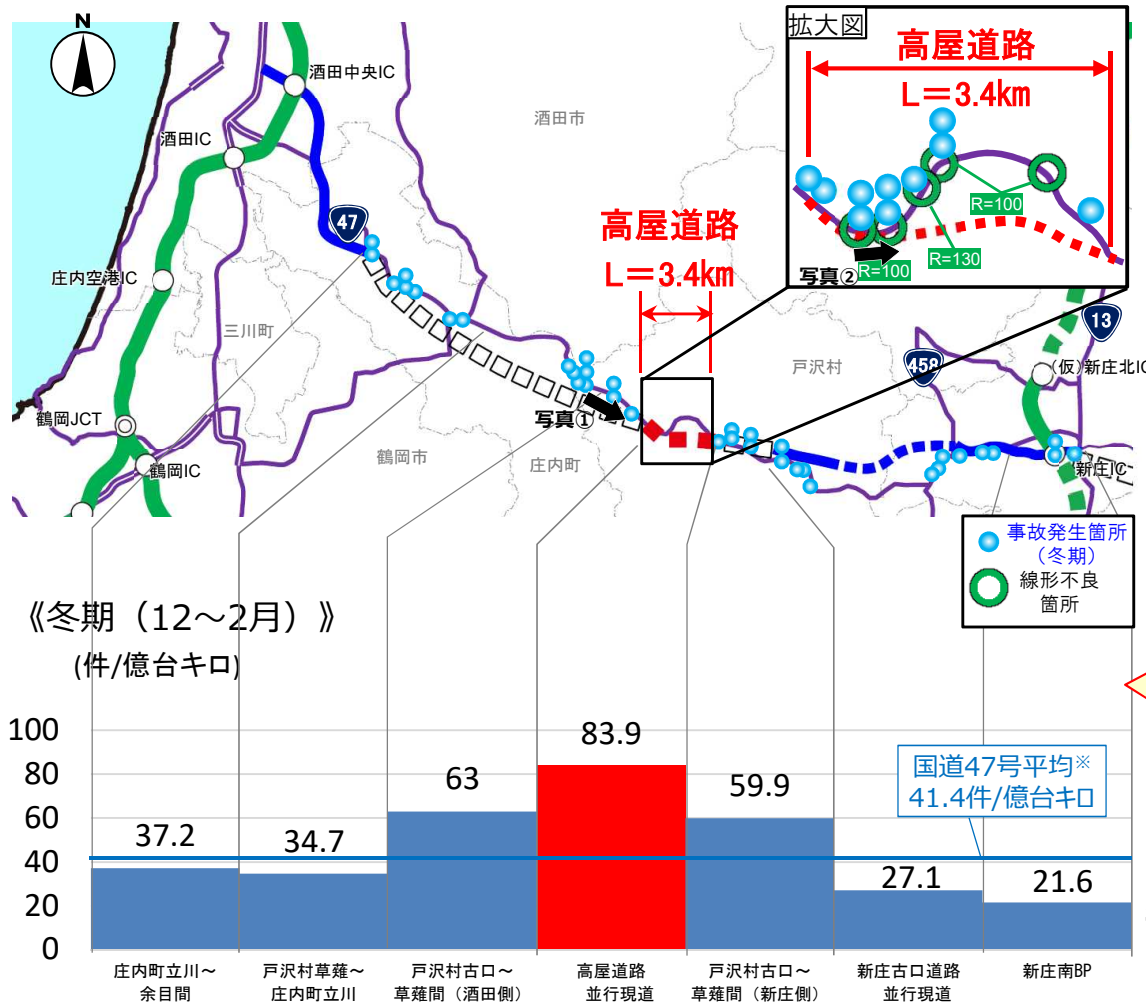 N
酒田中央IC
酒田市
酒田IC
47
庄内空港IC
三川町
鶴岡JCT
鶴岡IC
鶴岡市
庄内町
写真①
高屋道路
L=3.4km
拡大図
高屋道路
L=3.4km
R=100
R=130
R=100
写真②
戸沢村
458
13
(仮)新庄北IC
新庄IC
事故発生箇所
(冬期)
線形不良
箇所
《冬期(12~2月)》
(件/億台キロ)
100
80
60
40
20
0
37.2
34.7
63
83.9
59.9
27.1
21.6
国道47号平均※
41.4件/億台キロ
庄内町立川~
余目間
戸沢村草薙~
庄内町立川
戸沢村古口~
草薙間(酒田側)
高屋道路
並行現道
戸沢村古口~
草薙間(新庄側)
新庄古口道路
並行現道
新庄南BP